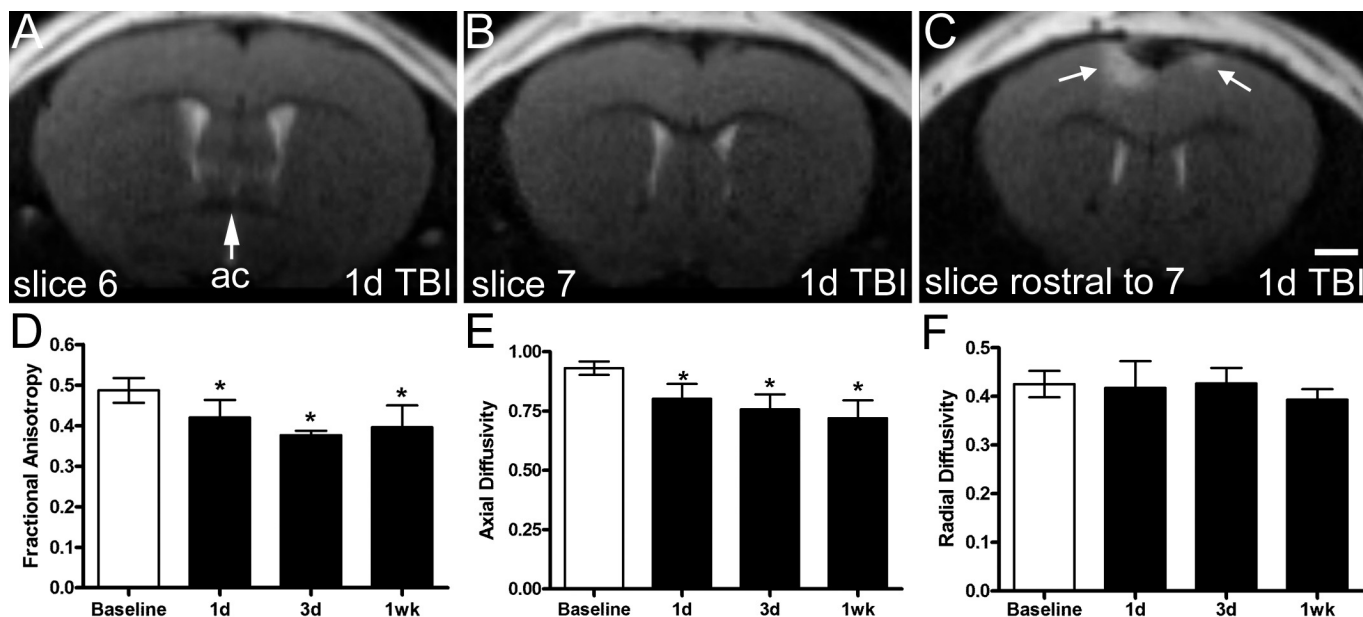 A
B
C
ac
slice 6
1d TBI
slice 7
1d TBI
slice rostral to 7
1d TBI
D
Fractional Anisotropy
0.6
0.5
0.4
0.3
0.2
0.1
0.0
*
*
*
Baseline
1d
3d
1wk
E
Axial Diffusivity
1.00
0.75
0.50
0.25
0.00
*
*
*
Baseline
1d
3d
1wk
F
Radial Diffusivity
0.5
0.4
0.3
0.2
0.1
0.0
Baseline
1d
3d
1wk